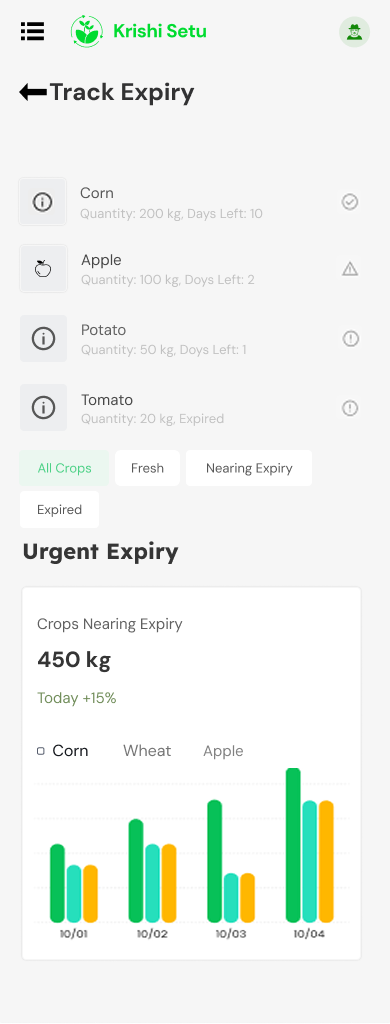 Krishi Setu
Track Expiry
Corn
Quantity: 200 kg, Days Left: 10
Apple
Quantity: 100 kg, Doys Left: 2
Potato
Quantity: 50 kg, Doys Left: 1
Tomato
Quantity: 20 kg, Expired
All Crops Fresh Nearing Expiry
Expired
Urgent Expiry
Crops Nearing Expiry
450 kg
Today +15%
Corn Wheat Apple
10/01 10/02 10/03 10/04